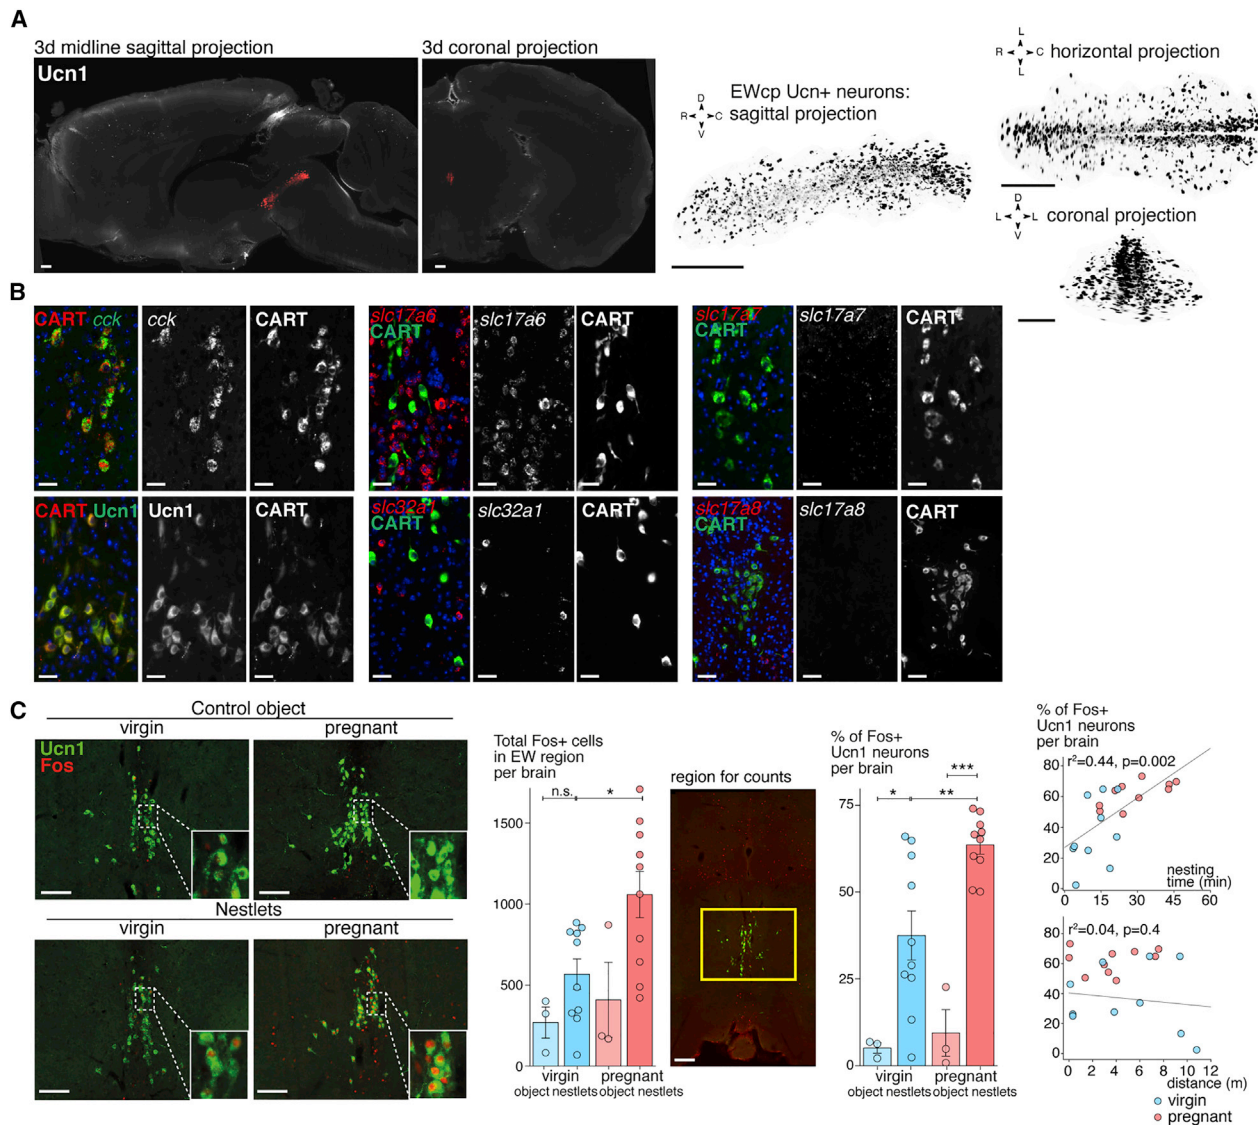 A
3d midline sagittal projection
Ucn1
3d coronal projection
D
R C
V
EWcp Ucn+ neurons:
sagittal projection
L
R C
L
horizontal projection
D
L L
V
coronal projection
B
CART cck
cck
CART
slc17a6
CART
slc17a6
CART
slc17a7
CART
slc17a7
CART
CART Ucn1
Ucn1
CART
slc32a1
CART
slc32a1
CART
slc17a8
CART
slc17a8
CART
C
Control object
virgin
pregnant
Ucn1
Fos
Nestlets
virgin
pregnant
Total Fos+ cells
in EW region
per brain
n.s.
*
1500
1000
500
0
virgin pregnant
object nestlets object nestlets
region for counts
% of Fos+
Ucn1 neurons
per brain
***
* **
75
50
25
0
virgin pregnant
object nestlets object nestlets
% of Fos+
Ucn1 neurons
per brain
r²=0.44, p=0.002
80
60
40
20
0
nesting
time (min)
0 15 30 45 60
r²=0.04, p=0.4
80
60
40
20
0
0 2 4 6 8 10 12
distance (m)
virgin
pregnant